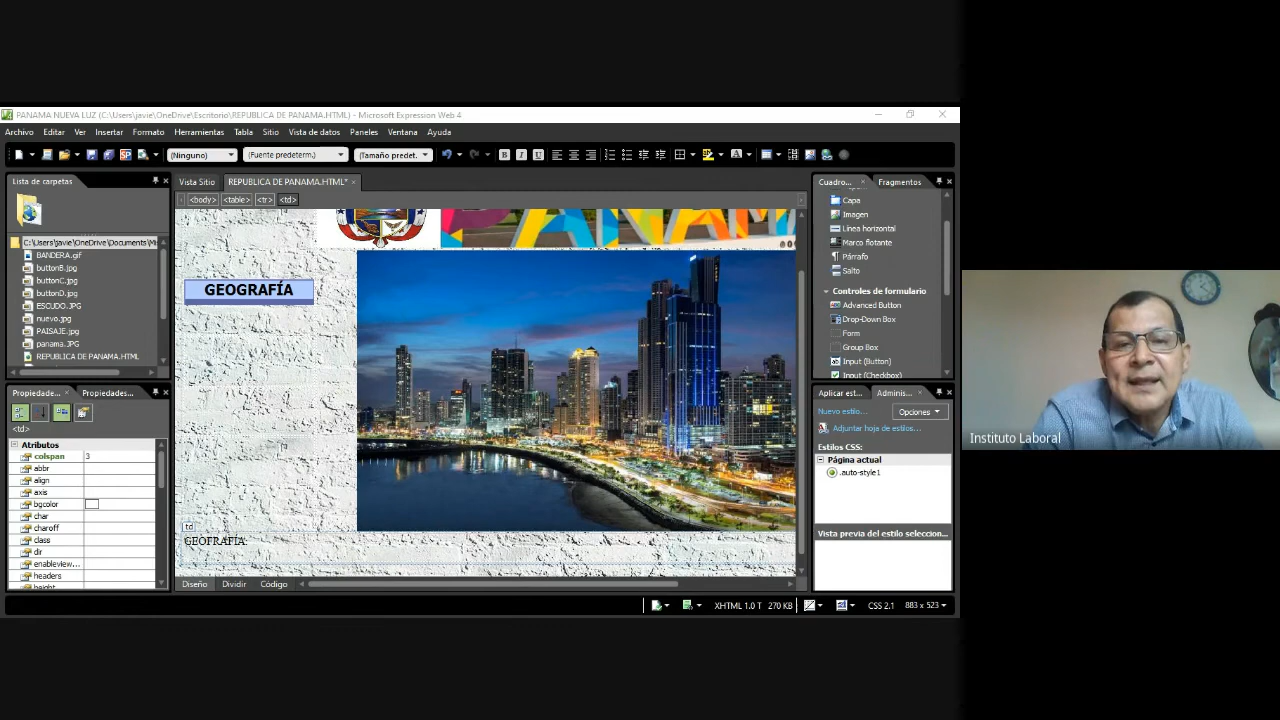 PANAMA NUEVA LUZ (C:\Users\javie\OneDrive\Escritorio\REPUBLICA DE PANAMA.HTML) - Microsoft Expression Web 4
Archivo Editar Ver Insertar Formato Herramientas Tabla Sitio Vista de datos Paneles Ventana Ayuda
(Ninguno) (Fuente predeterm.) (Tamaño predet.
Lista de carpetas
Vista Sitio REPUBLICA DE PANAMA.HTML*
Cuadro... Fragmentos
<body> <table> <tr> <td>
PANAM
C:\Users\javie\OneDrive\Documents\M
BANDERA.gif
buttonB.jpg
buttonC.jpg
buttonD.jpg
ESCUDO.JPG
nuevo.jpg
PAISAJE.jpg
panama.JPG
REPUBLICA DE PANAMA.HTML
GEOGRAFÍA
Capa
Imagen
Línea horizontal
Marco flotante
Párrafo
Salto
Controles de formulario
Advanced Button
Drop-Down Box
Form
Group Box
Input (Button)
Input (Checkbox)
Propiedade... Propiedades...
<td>
Atributos
colspan 3
abbr
align
axis
bgcolor
char
charoff
class
dir
enableview...
headers
height
td
GEOFRAFÍA:
Diseño Dividir Código
Aplicar est... Adminis...
Nuevo estilo... Opciones
Adjuntar hoja de estilos...
Estilos CSS:
Página actual
.auto-style1
Vista previa del estilo seleccion...
XHTML 1.0 T 270 KB CSS 2.1 883 x 523
Instituto Laboral